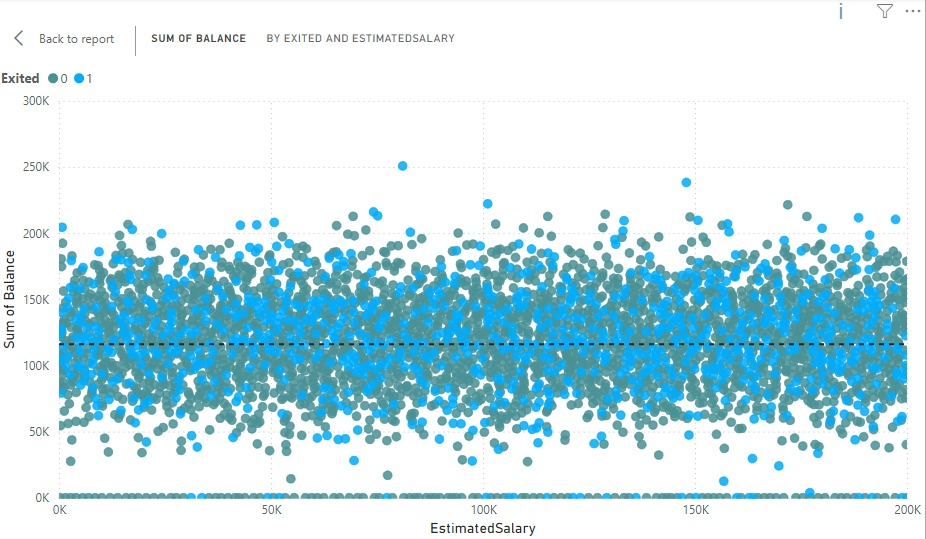 i
Back to report SUM OF BALANCE BY EXITED AND ESTIMATEDSALARY
Exited 0 1
300K
250K
200K
150K
100K
50K
0K
Sum of Balance
0K 50K 100K 150K 200K
EstimatedSalary